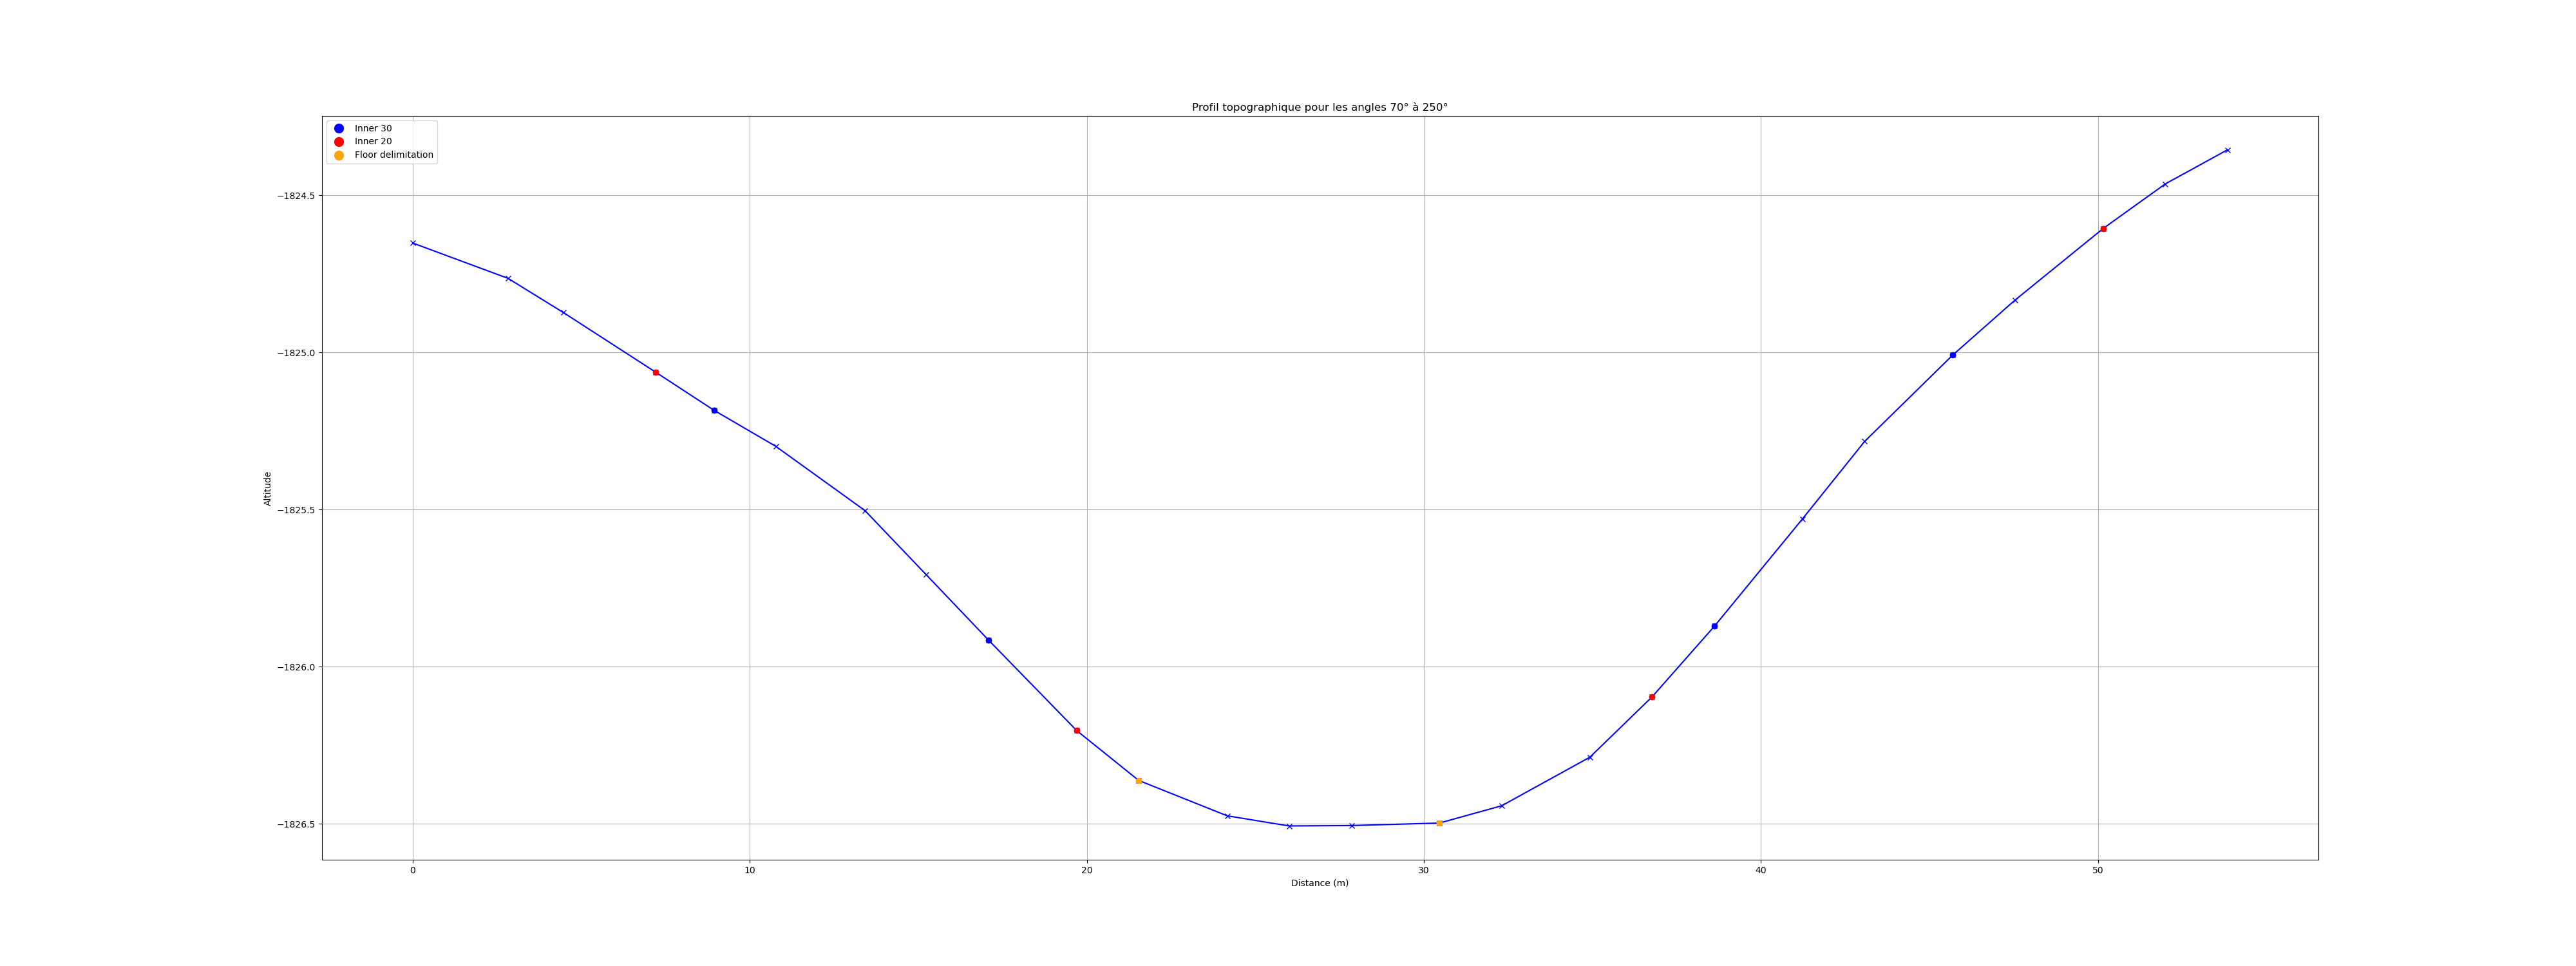 Profil topographique pour les angles 70° à 250°
Inner 30
Inner 20
Floor delimitation
−1824.5
−1825.0
−1825.5
−1826.0
−1826.5
Altitude
0 10 20 30 40 50
Distance (m)